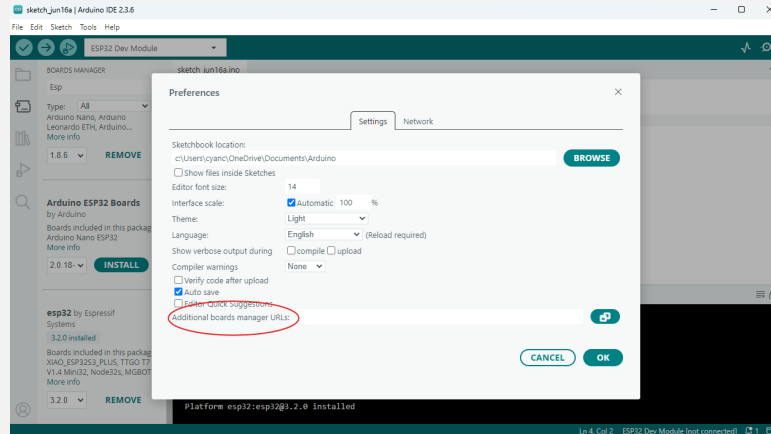 sketch_jun16a | Arduino IDE 2.3.6
File Edit Sketch Tools Help
ESP32 Dev Module
BOARDS MANAGER
Esp
Type: All
Arduino Nano, Arduino
Leonardo ETH, Arduino...
More info
1.8.6 REMOVE
Arduino ESP32 Boards
by Arduino
Boards included in this packag
Arduino Nano ESP32
More info
2.0.18- INSTALL
esp32 by Espressif
Systems
3.2.0 installed
Boards included in this packag
XIAO_ESP32S3_PLUS, TTGO T7
V1.4 Mini32, Node32s, MGBOT
More info
3.2.0 REMOVE
sketch_jun16a.ino
Preferences
Settings Network
Sketchbook location:
c:\Users\cyanc\OneDrive\Documents\Arduino
BROWSE
Show files inside Sketches
Editor font size: 14
Interface scale: Automatic 100 %
Theme: Light
Language: English (Reload required)
Show verbose output during compile upload
Compiler warnings None
Verify code after upload
Auto save
Editor Quick Suggestions
Additional boards manager URLs:
CANCEL OK
Platform esp32:esp32@3.2.0 installed
Ln 4, Col 2 ESP32 Dev Module [not connected] 1